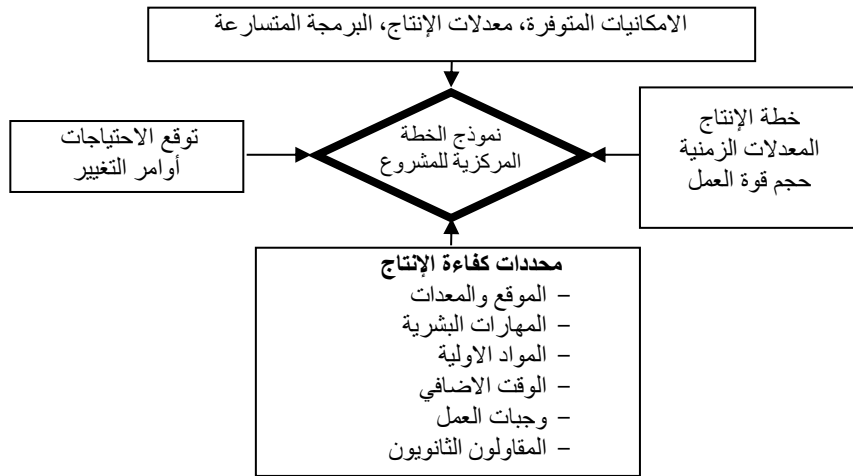 الامكانيات المتوفرة، معدلات الإنتاج، البرمجة المتسارعة
خطة الإنتاج
المعدلات الزمنية
حجم قوة العمل
نموذج الخطة
المركزية للمشروع
توقع الاحتياجات
أوامر التغيير
محددات كفاءة الإنتاج
– الموقع والمعدات
– المهارات البشرية
– المواد الاولية
– الوقت الاضافي
– وجبات العمل
– المقاولون الثانويون